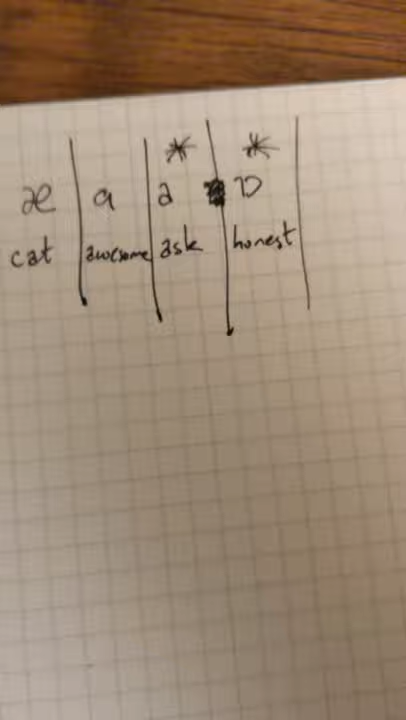 * *
æ ɑ a ɒ
cat awesome ask honest